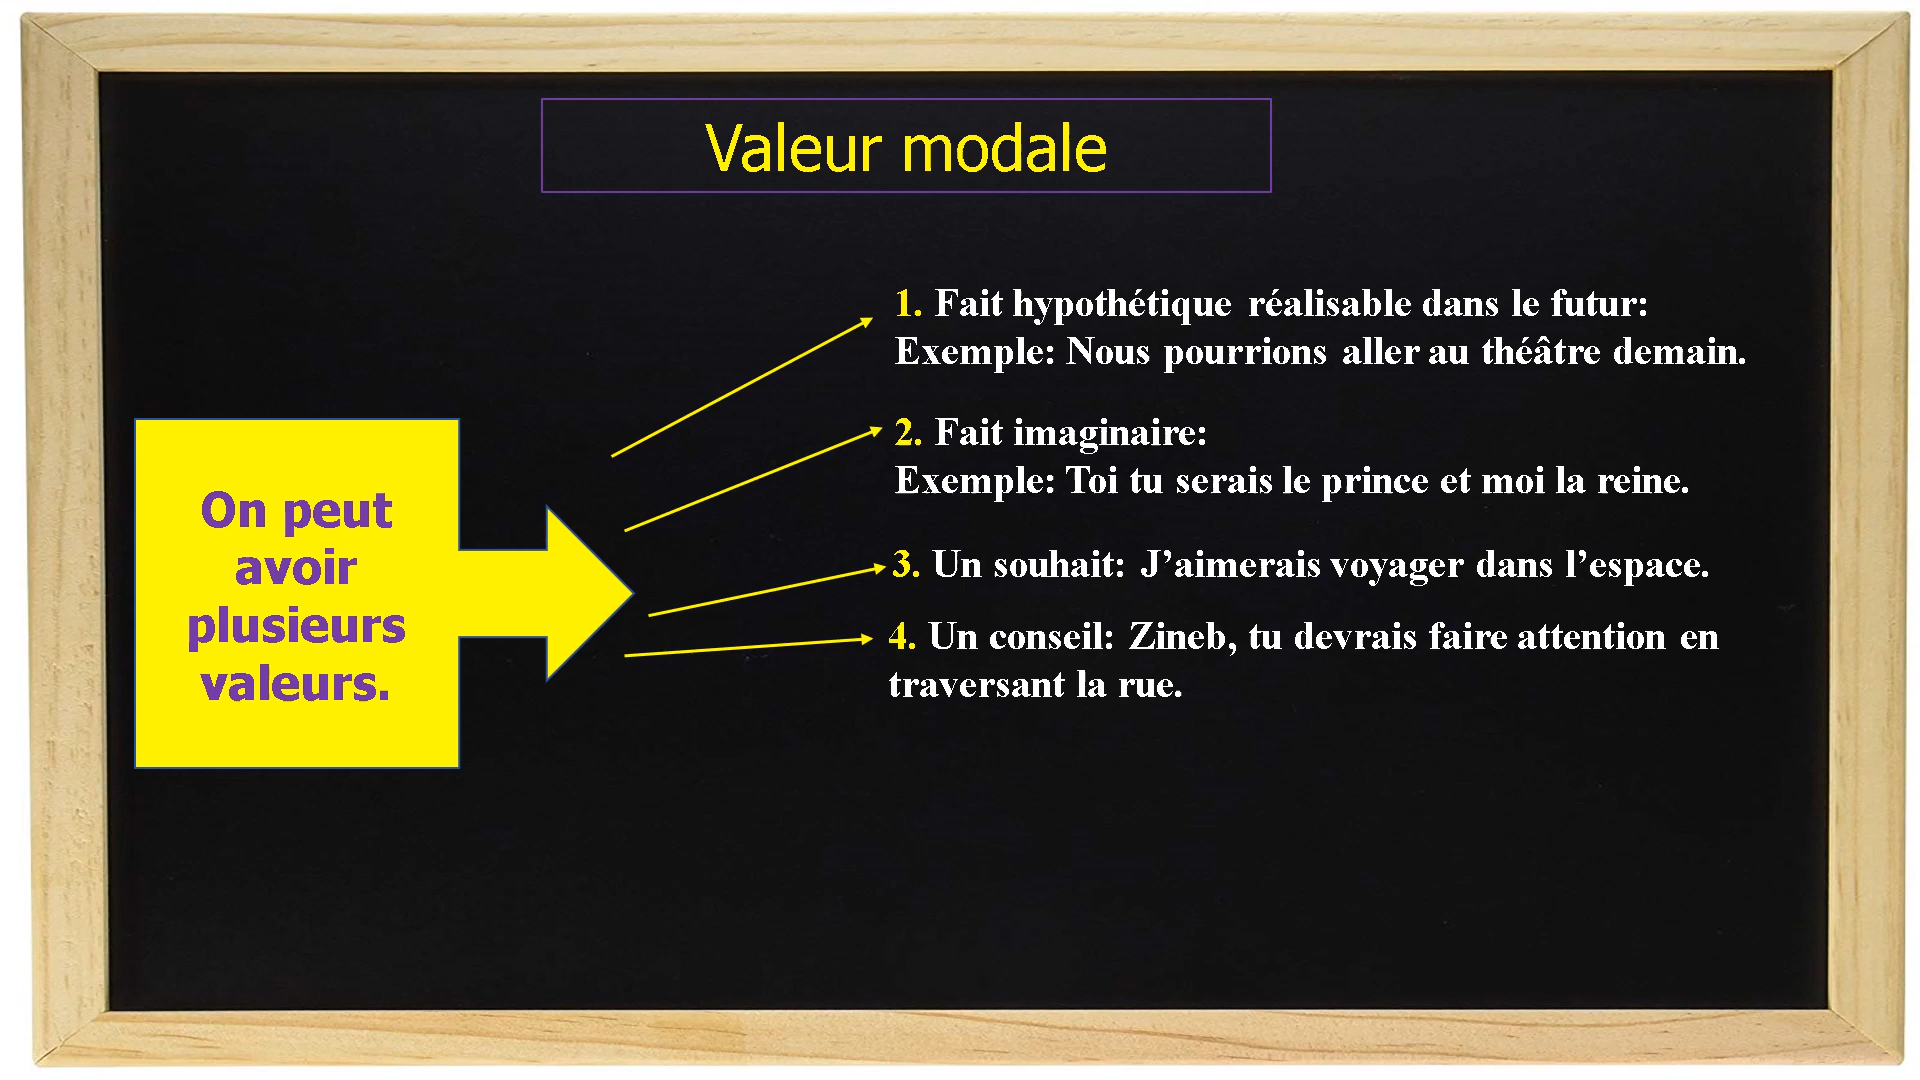 Valeur modale
On peut
avoir
plusieurs
valeurs.
1. Fait hypothétique réalisable dans le futur:
Exemple: Nous pourrions aller au théâtre demain.
2. Fait imaginaire:
Exemple: Toi tu serais le prince et moi la reine.
3. Un souhait: J’aimerais voyager dans l’espace.
4. Un conseil: Zineb, tu devrais faire attention en
traversant la rue.